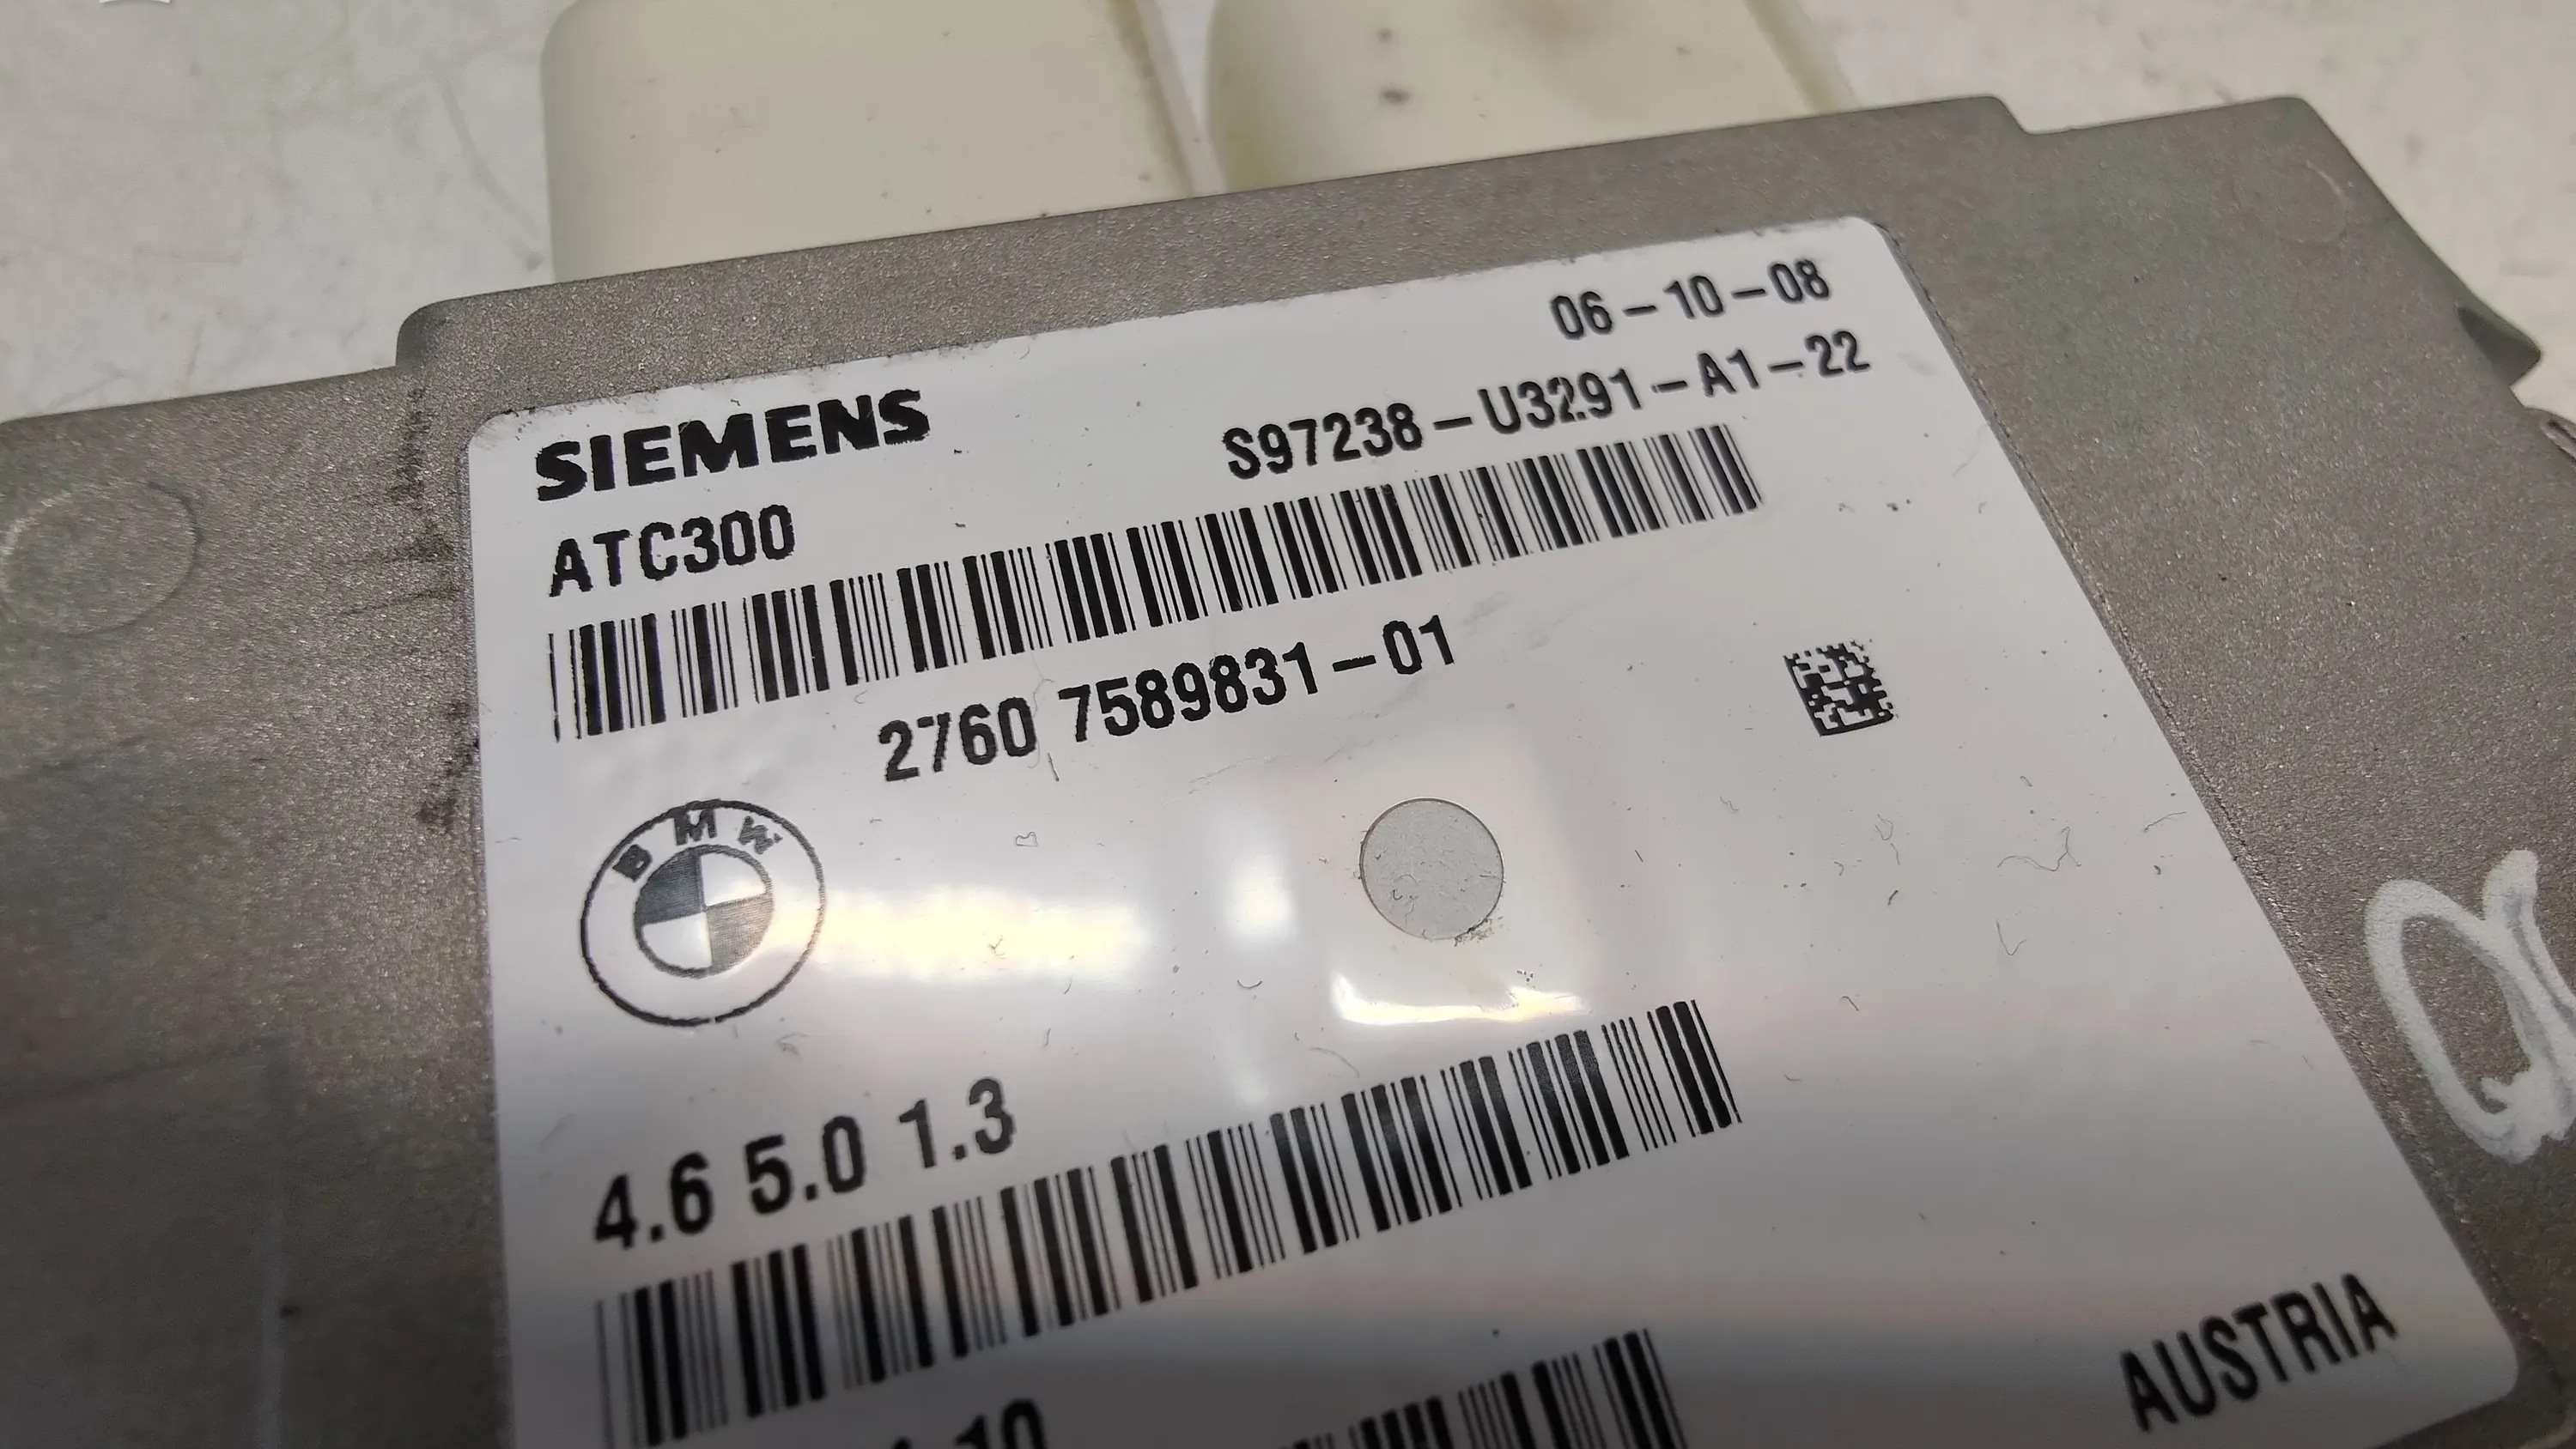 06-10-08
SIEMENS
S97238-U3291-A1-22
ATC300
2760 7589831-01
BMW
4.6 5.0 1.3
AUSTRIA